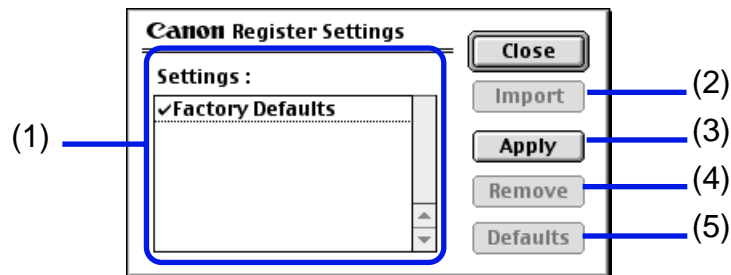 Canon Register Settings
Close
Settings :
Import
(2)
✓Factory Defaults
(1)
Apply
(3)
Remove
(4)
Defaults
(5)